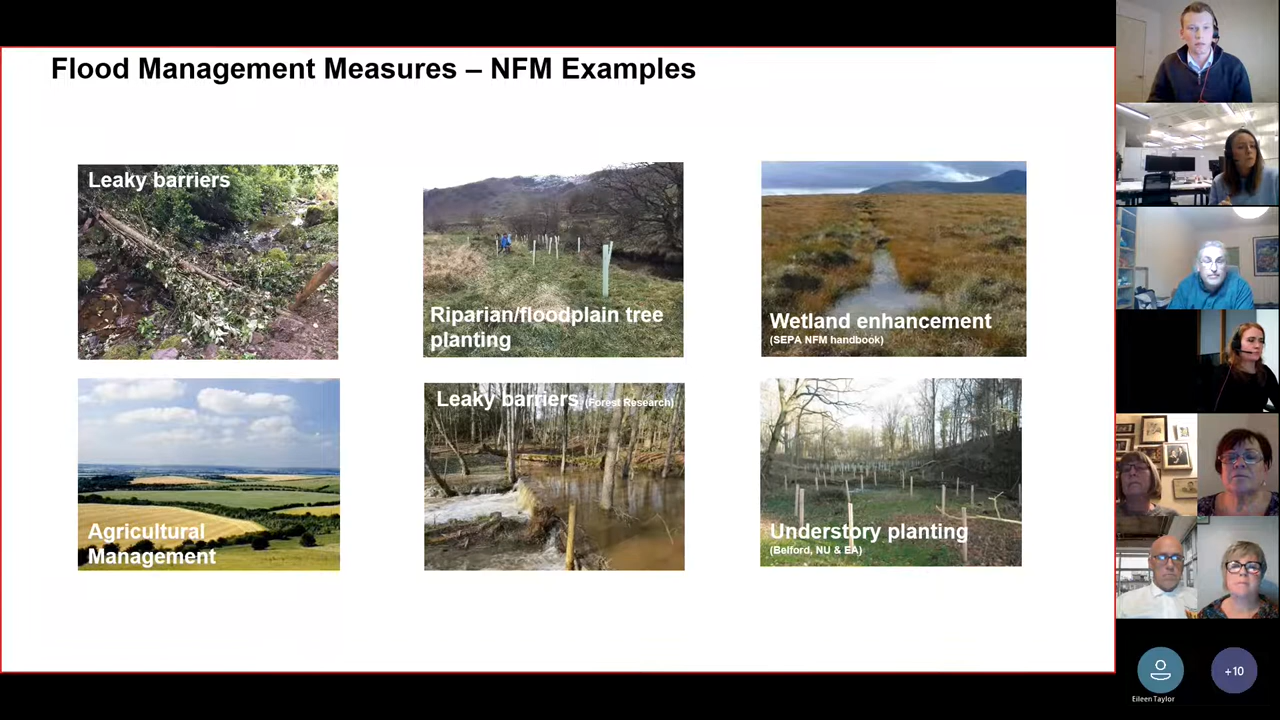 Flood Management Measures – NFM Examples
Leaky barriers
Riparian/floodplain tree
planting
Wetland enhancement
(SEPA NFM handbook)
Agricultural
Management
Leaky barriers (Forest Research)
Understory planting
(Belford, NU & EA)
Eileen Taylor
+10